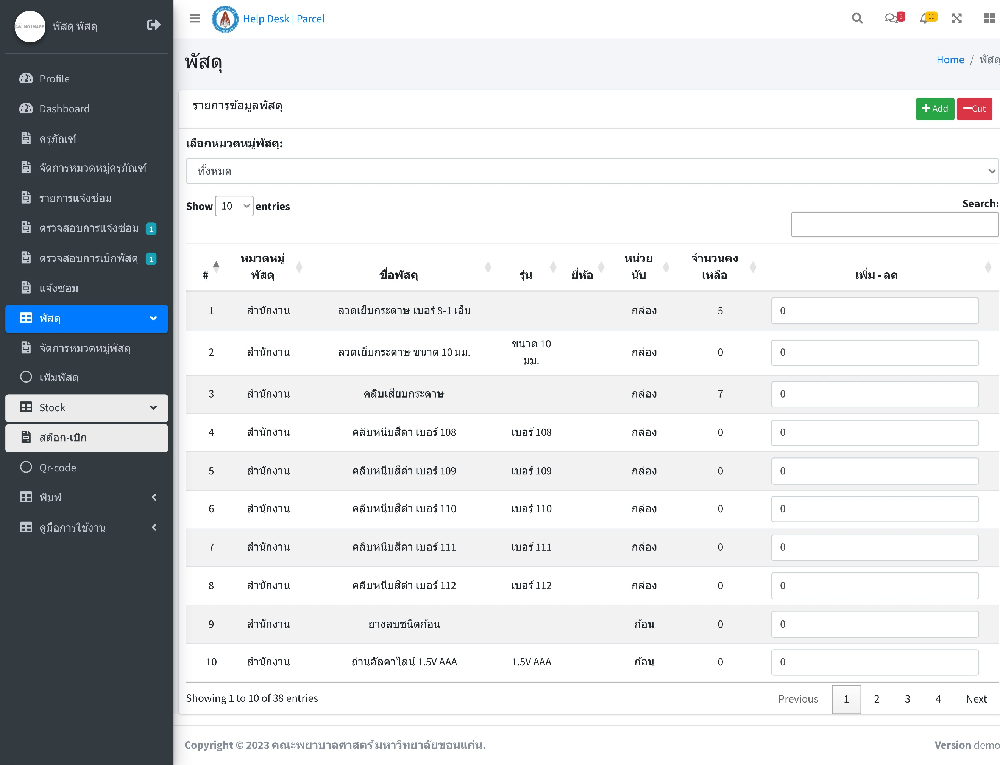 NO IMAGE
พัสดุ พัสดุ
Profile
Dashboard
ครุภัณฑ์
จัดการหมวดหมู่ครุภัณฑ์
รายการแจ้งซ่อม
ตรวจสอบการแจ้งซ่อม 1
ตรวจสอบการเบิกพัสดุ 1
แจ้งซ่อม
พัสดุ
จัดการหมวดหมู่พัสดุ
เพิ่มพัสดุ
Stock
สต๊อก-เบิก
Qr-code
พิมพ์
คู่มือการใช้งาน
Help Desk | Parcel
3
15
พัสดุ
Home / พัสดุ
รายการข้อมูลพัสดุ
Add
Cut
เลือกหมวดหมู่พัสดุ:
ทั้งหมด
Show 10 entries
Search:
# หมวดหมู่พัสดุ ชื่อพัสดุ รุ่น ยี่ห้อ หน่วยนับ จำนวนคงเหลือ เพิ่ม - ลด
1 สำนักงาน ลวดเย็บกระดาษ เบอร์ 8-1 เอ็ม กล่อง 5 0
2 สำนักงาน ลวดเย็บกระดาษ ขนาด 10 มม. ขนาด 10 มม. กล่อง 0 0
3 สำนักงาน คลิบเสียบกระดาษ กล่อง 7 0
4 สำนักงาน คลิบหนีบสีดำ เบอร์ 108 เบอร์ 108 กล่อง 0 0
5 สำนักงาน คลิบหนีบสีดำ เบอร์ 109 เบอร์ 109 กล่อง 0 0
6 สำนักงาน คลิบหนีบสีดำ เบอร์ 110 เบอร์ 110 กล่อง 0 0
7 สำนักงาน คลิบหนีบสีดำ เบอร์ 111 เบอร์ 111 กล่อง 0 0
8 สำนักงาน คลิบหนีบสีดำ เบอร์ 112 เบอร์ 112 กล่อง 0 0
9 สำนักงาน ยางลบชนิดก้อน ก้อน 0 0
10 สำนักงาน ถ่านอัลคาไลน์ 1.5V AAA 1.5V AAA ก้อน 0 0
Showing 1 to 10 of 38 entries
Previous 1 2 3 4 Next
Copyright © 2023 คณะพยาบาลศาสตร์ มหาวิทยาลัยขอนแก่น.
Version demo